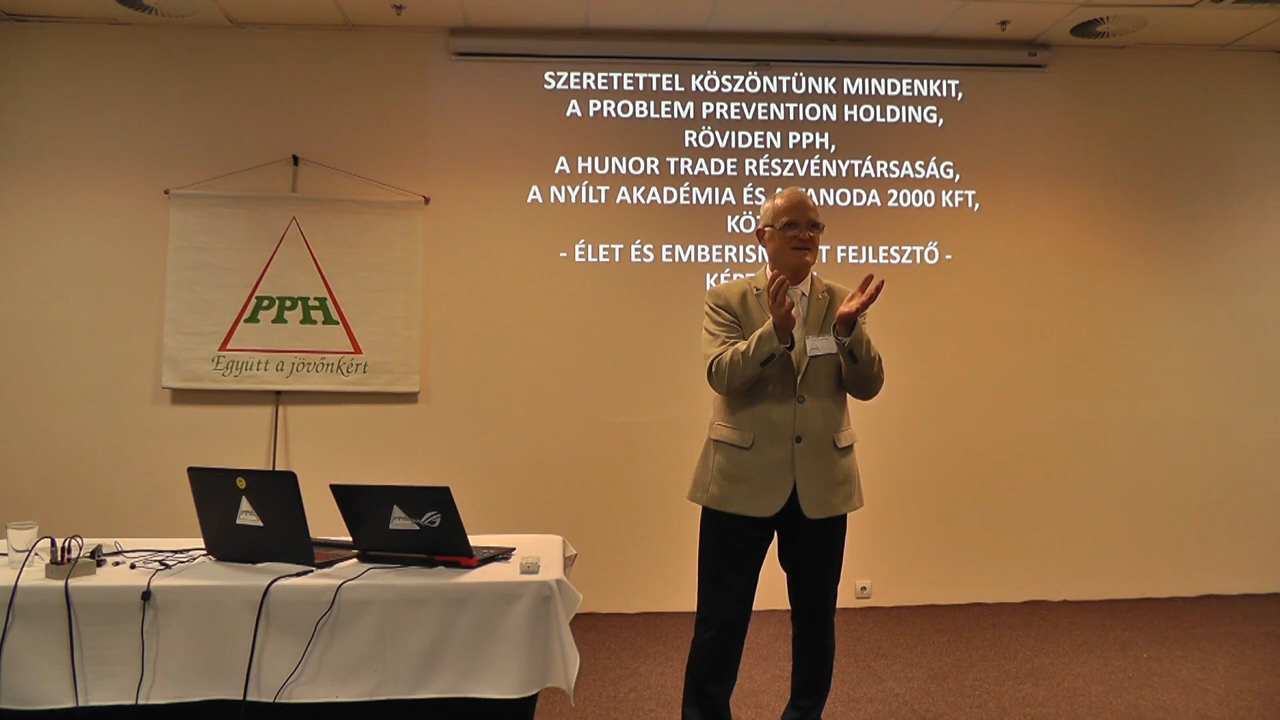 SZERETETTEL KÖSZÖNTÜNK MINDENKIT,
A PROBLEM PREVENTION HOLDING,
RÖVIDEN PPH,
A HUNOR TRADE RÉSZVÉNYTÁRSASÁG,
A NYÍLT AKADÉMIA ÉS 2000 KFT,
- ÉLET ÉS FEJLESZTŐ -
PPH
Együtt a jövőnkért